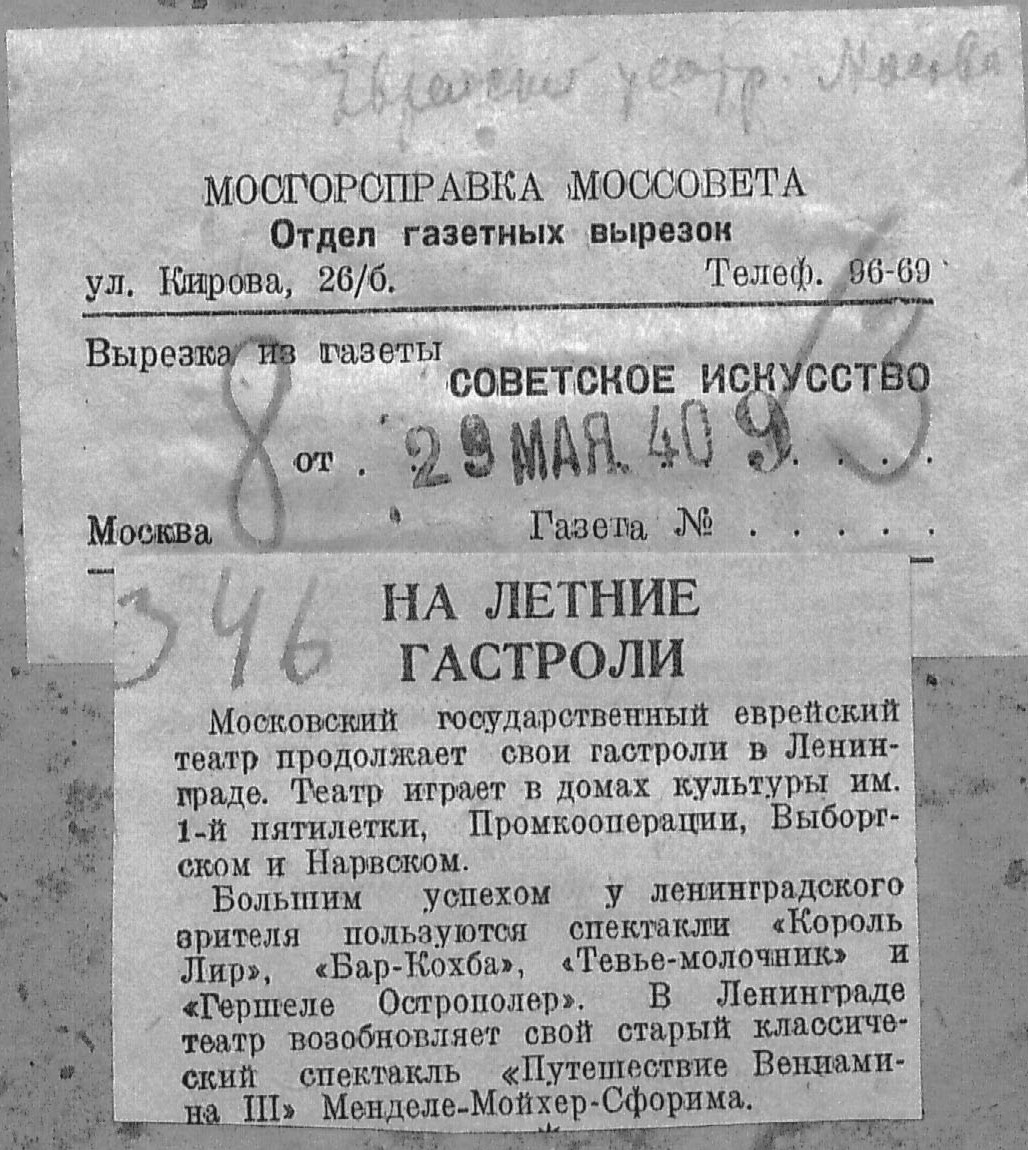 Еврейский театр. Москва
МОСГОРСПРАВКА МОССОВЕТА
Отдел газетных вырезок
ул. Кирова, 26/б. Телеф. 96-69
Вырезка из газеты
СОВЕТСКОЕ ИСКУССТВО
8 от . 29 МАЯ. 40 9 . . . . 13
Москва Газета № . . . . .
346
НА ЛЕТНИЕ
ГАСТРОЛИ
Московский государственный еврейский
театр продолжает свои гастроли в Ленин-
граде. Театр играет в домах культуры им.
1-й пятилетки, Промкооперации, Выборг-
ском и Нарвском.
Большим успехом у ленинградского
зрителя пользуются спектакли «Король
Лир», «Бар-Кохба», «Тевье-молочник» и
«Гершеле Острополер». В Ленинграде
театр возобновляет свой старый классиче-
ский спектакль «Путешествие Вениами-
на III» Менделе-Мойхер-Сфорима.